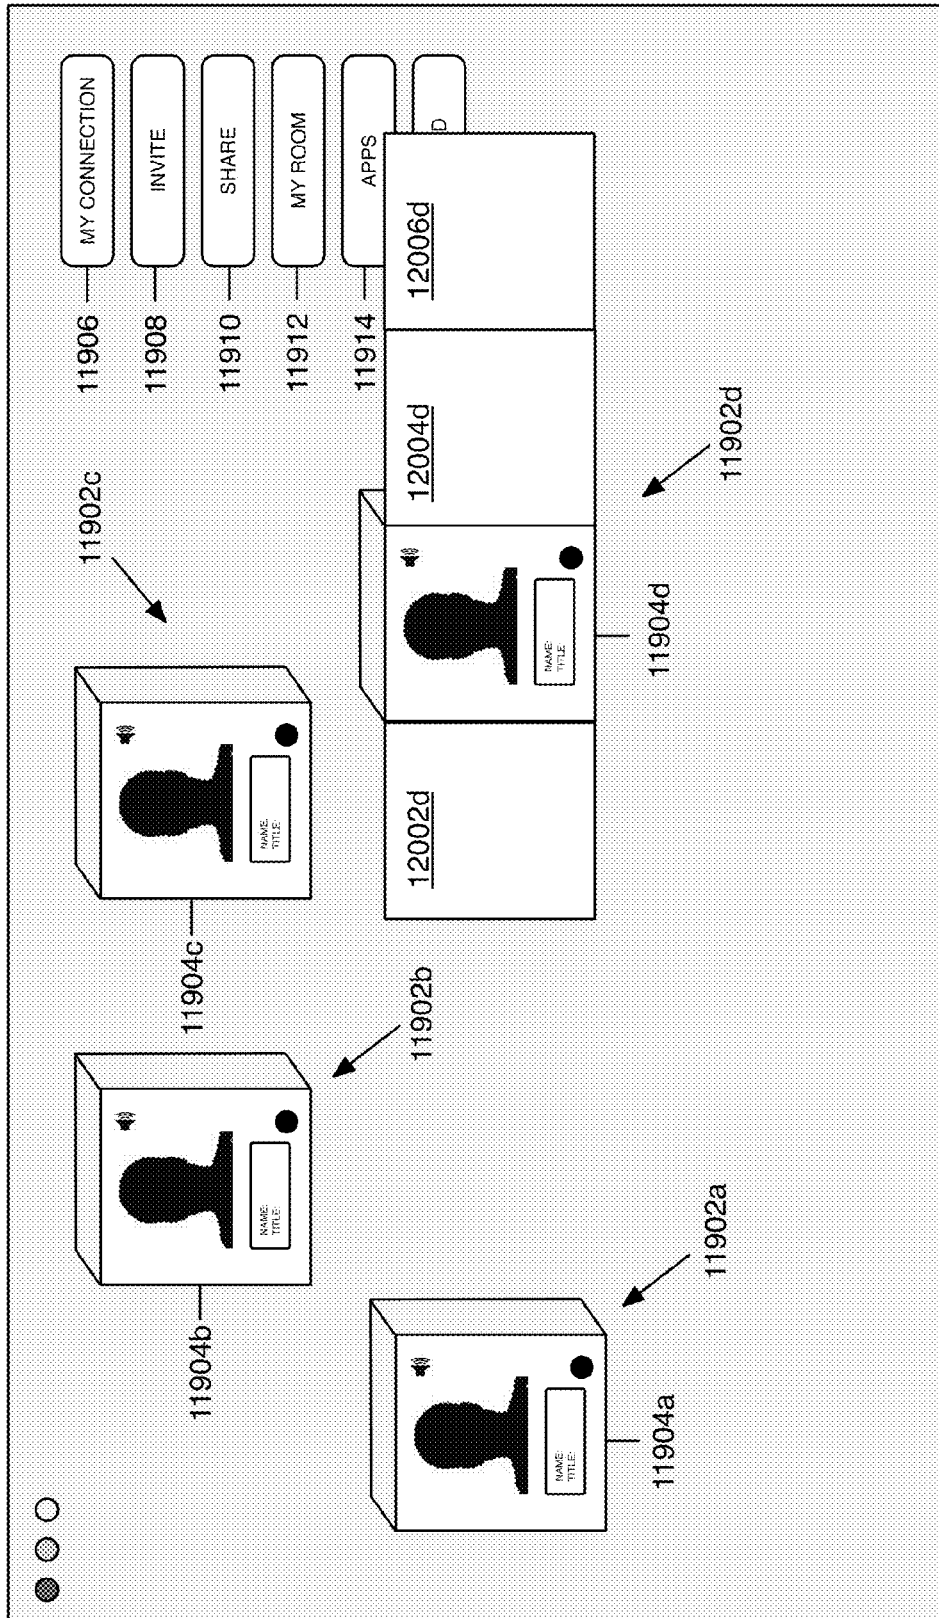 11902c
11906
MY CONNECTION
11908
INVITE
11910
SHARE
11912
MY ROOM
11914
APPS
D
11904b
NAME:
TITLE:
11902b
11904c
NAME:
TITLE:
NAME:
TITLE:
11904a
11902a
12002d
NAME:
TITLE:
12004d
12006d
11904d
11902d